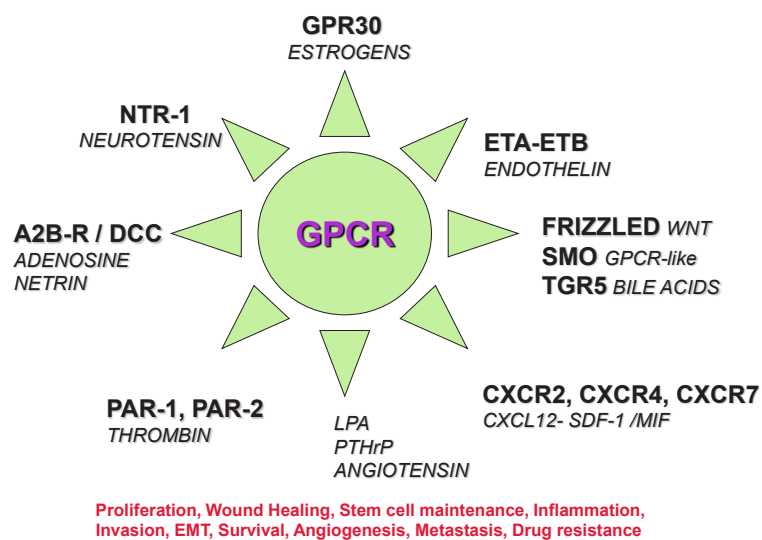 GPR30
ESTROGENS
NTR-1
NEUROTENSIN
ETA-ETB
ENDOTHELIN
A2B-R / DCC
ADENOSINE
NETRIN
GPCR
FRIZZLED WNT
SMO GPCR-like
TGR5 BILE ACIDS
PAR-1, PAR-2
THROMBIN
LPA
PTHrP
ANGIOTENSIN
CXCR2, CXCR4, CXCR7
CXCL12- SDF-1 /MIF
Proliferation, Wound Healing, Stem cell maintenance, Inflammation,
Invasion, EMT, Survival, Angiogenesis, Metastasis, Drug resistance